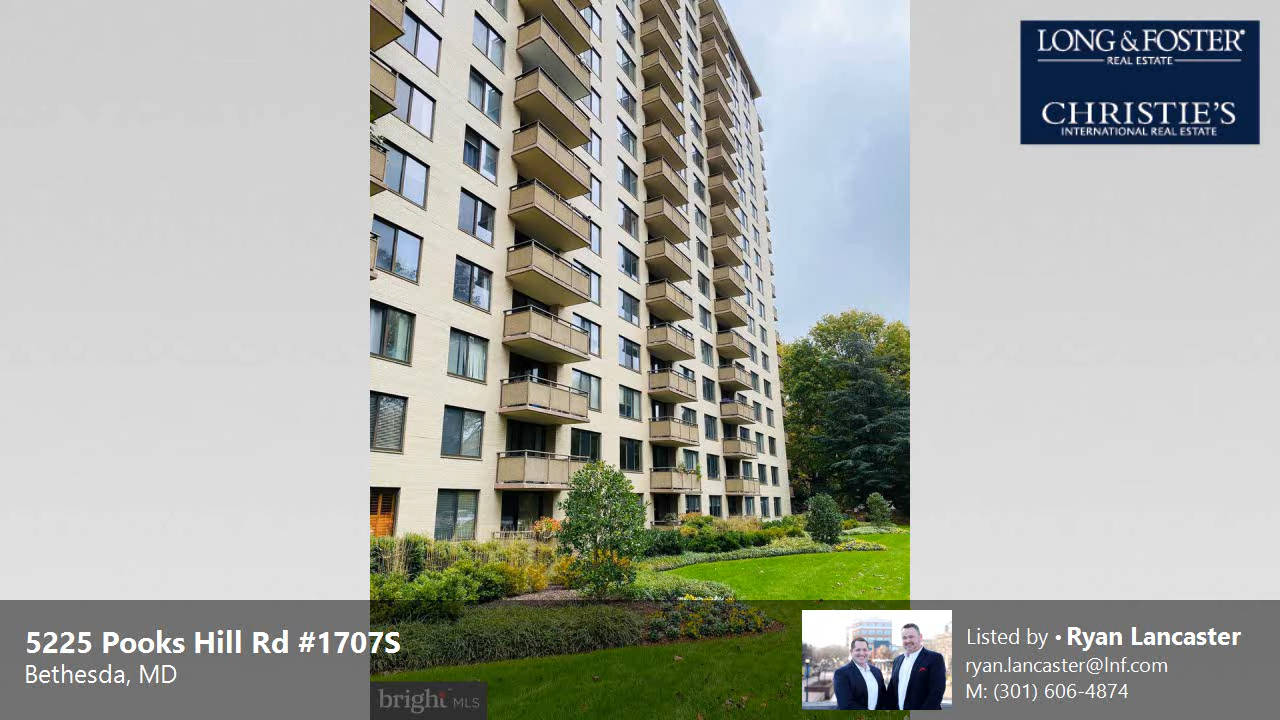 LONG & FOSTER®
REAL ESTATE
CHRISTIE'S
INTERNATIONAL REAL ESTATE
5225 Pooks Hill Rd #1707S
Bethesda, MD
bright MLS
Listed by • Ryan Lancaster
ryan.lancaster@lnf.com
M: (301) 606-4874